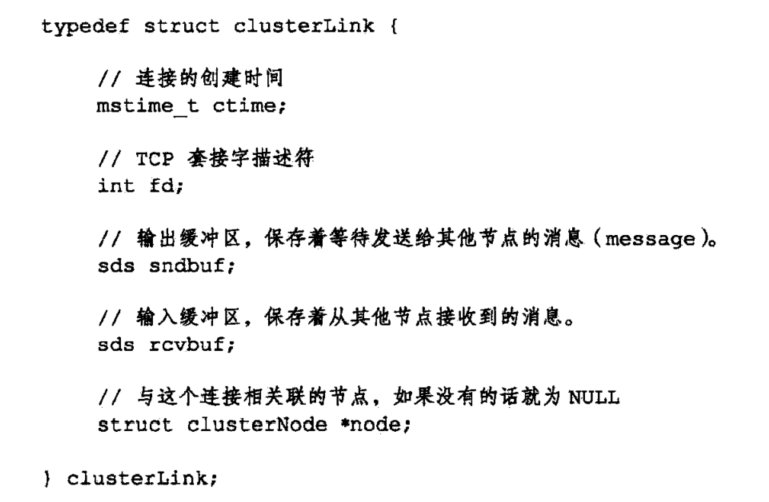 typedef struct clusterLink {
// 连接的创建时间
mstime_t ctime;
// TCP 套接字描述符
int fd;
// 输出缓冲区，保存着等待发送给其他节点的消息（message）。
sds sndbuf;
// 输入缓冲区，保存着从其他节点接收到的消息。
sds rcvbuf;
// 与这个连接相关联的节点，如果没有的话就为 NULL
struct clusterNode *node;
} clusterLink;